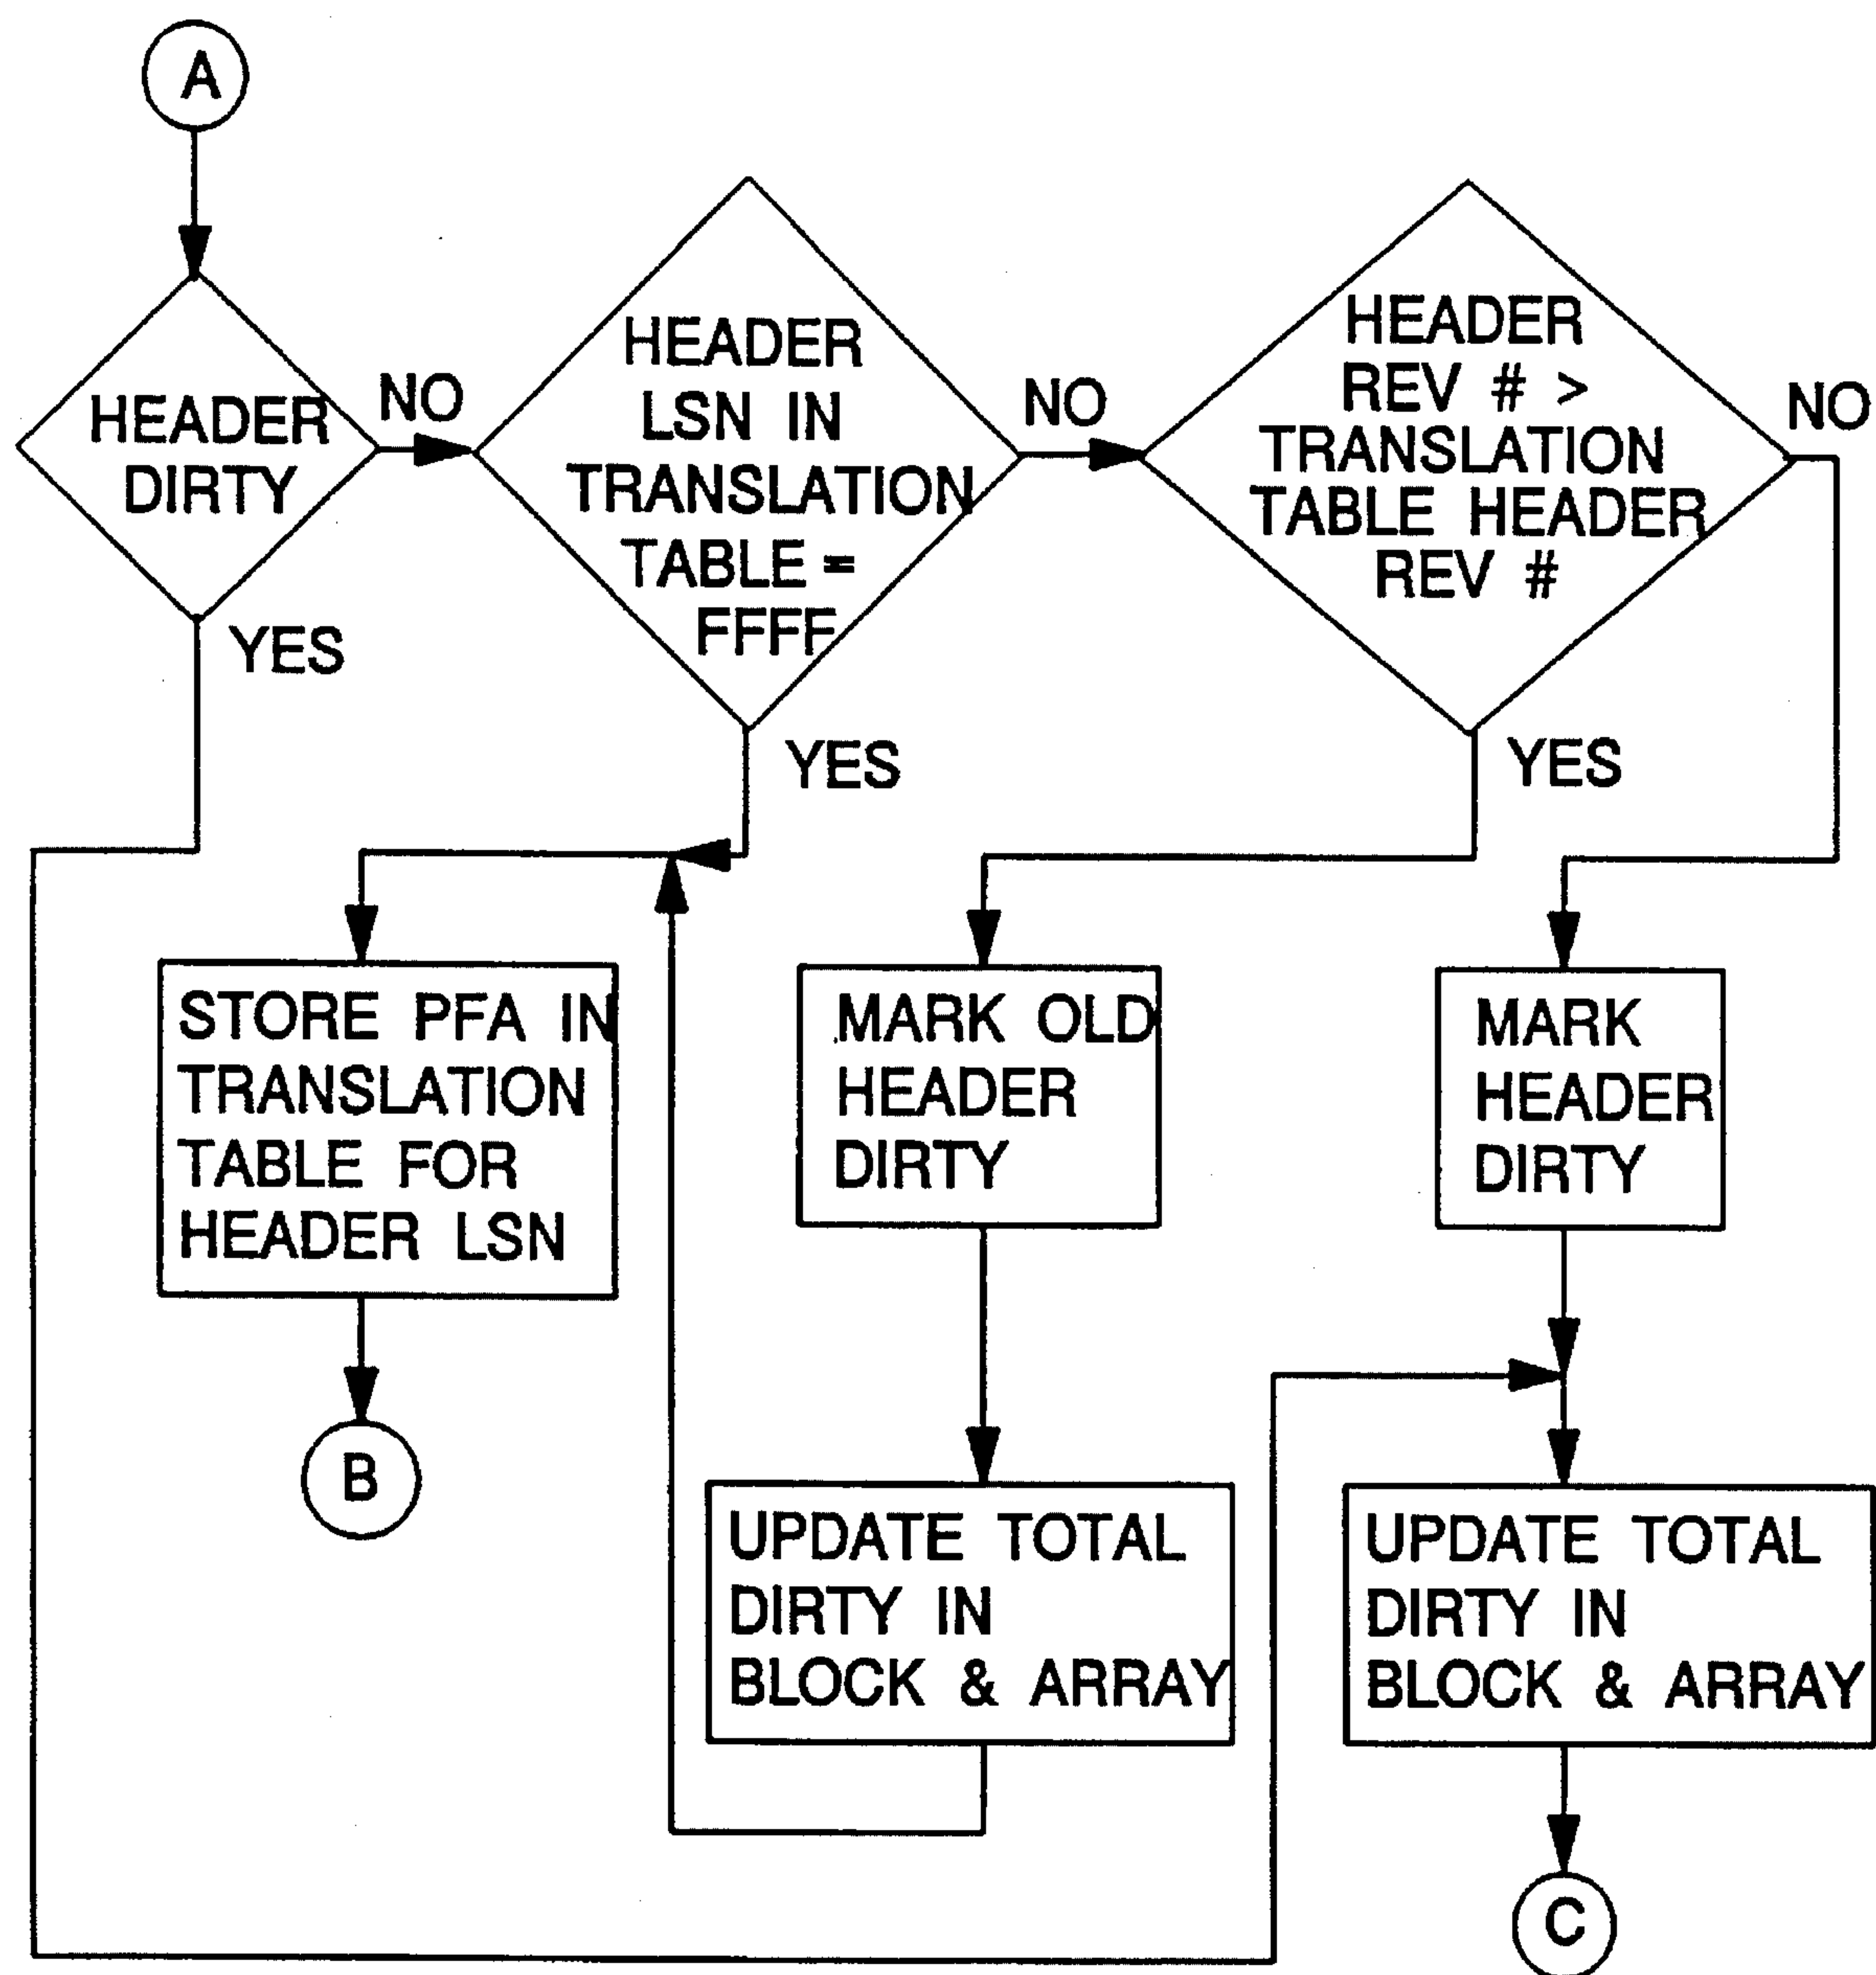 A
HEADER
DIRTY
NO
YES
HEADER
LSN IN
TRANSLATION
TABLE =
FFFF
NO
YES
HEADER
REV # >
TRANSLATION
TABLE HEADER
REV #
NO
YES
STORE PFA IN
TRANSLATION
TABLE FOR
HEADER LSN
B
MARK OLD
HEADER
DIRTY
UPDATE TOTAL
DIRTY IN
BLOCK & ARRAY
MARK
HEADER
DIRTY
UPDATE TOTAL
DIRTY IN
BLOCK & ARRAY
C